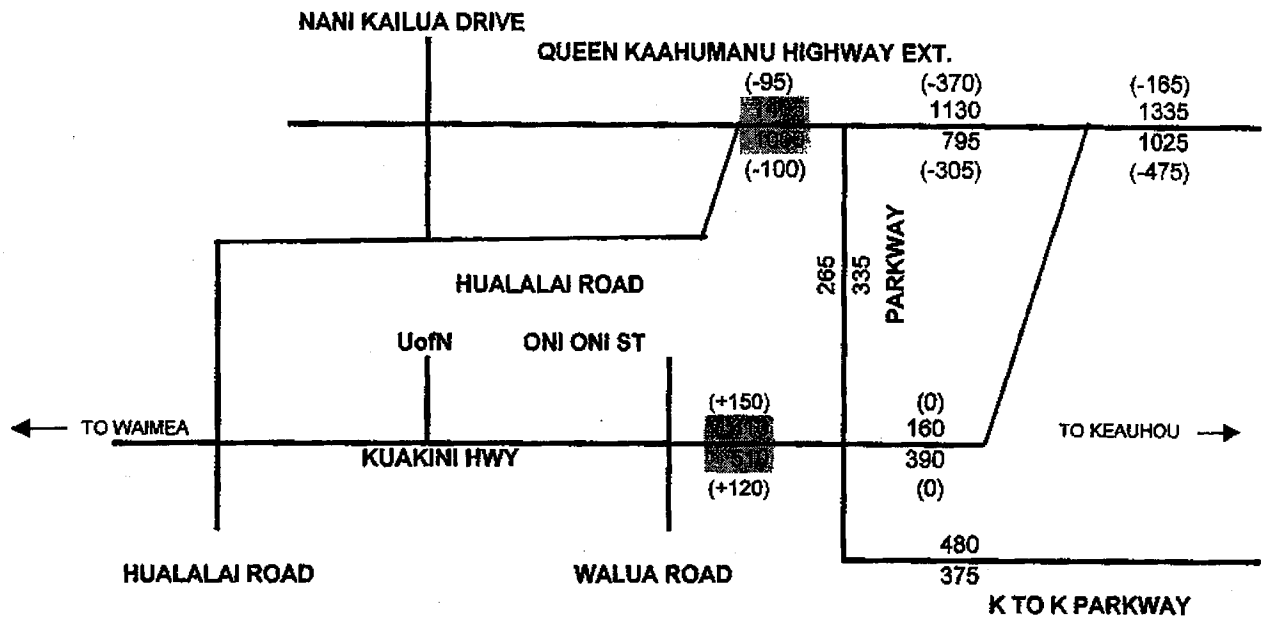 NANI KAILUA DRIVE
QUEEN KAAHUMANU HIGHWAY EXT.
(-95) (-370) (-165)
1130 1335
795 1025
(-100) (-305) (-475)
265 335 PARKWAY
HUALALAI ROAD
UofN ONI ONI ST
(+150) (0)
TO WAIMEA 160 TO KEAUHOU
KUAKINI HWY 390
(+120) (0)
480
HUALALAI ROAD WALUA ROAD 375
K TO K PARKWAY